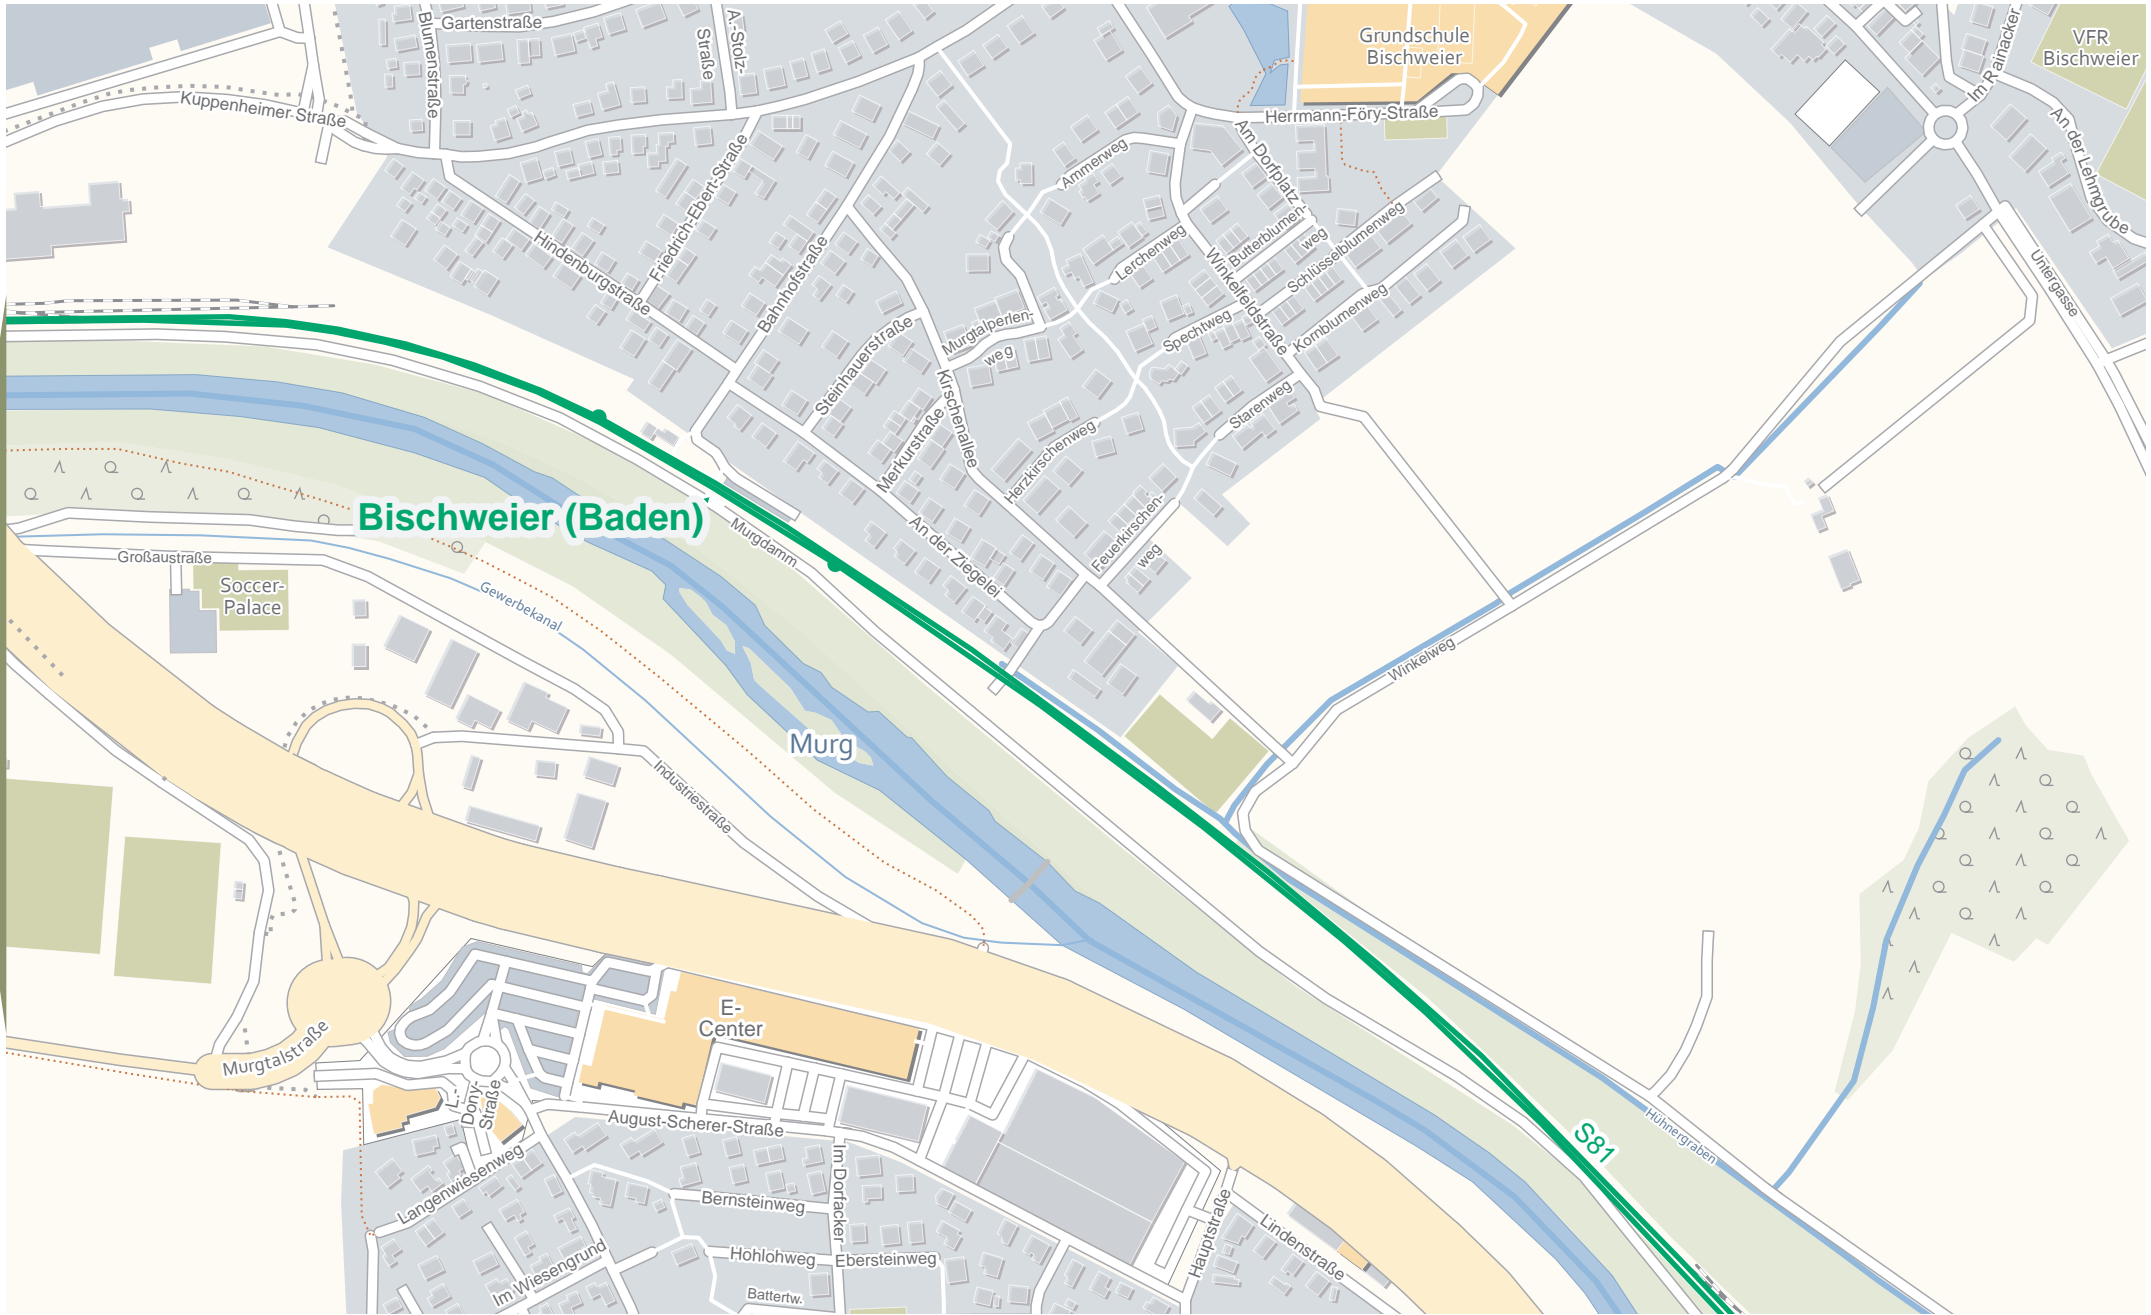 Gartenstraße
Blumenstraße
A.-Stolz-
Straße
Grundschule
Bischweier
VFR
Bischweier
Im Rainacker
Kuppenheimer Straße
Herrmann-Föry-Straße
An der Lehmgrube
Am Dorfplatz
Ammerweg
Friedrich-Ebert-Straße
Hindenburgstraße
Bahnhofstraße
Lerchenweg
Butterblumen-
weg
Schlüsselblumenweg
Winkelfeldstraße
Kornblumenweg
Untergasse
Murgtalperlen-
weg
Spechtweg
Steinhauerstraße
Kirschenallee
Merkurstraße
Starenweg
Herzkirschenweg
Feuerkirschen-
weg
Bischweier (Baden)
Murgdamm
An der Ziegelei
Großaustraße
Soccer-
Palace
Gewerbekanal
Winkelweg
Murg
Industriestraße
E-
Center
Murgtalstraße
L.-
Dony-
Straße
August-Scherer-Straße
Hühnergraben
S81
Langenwiesenweg
Im Dorfacker
Bernsteinweg
Hauptstraße
Lindenstraße
Hohlohweg
Ebersteinweg
Im Wiesengrund
Battertw.